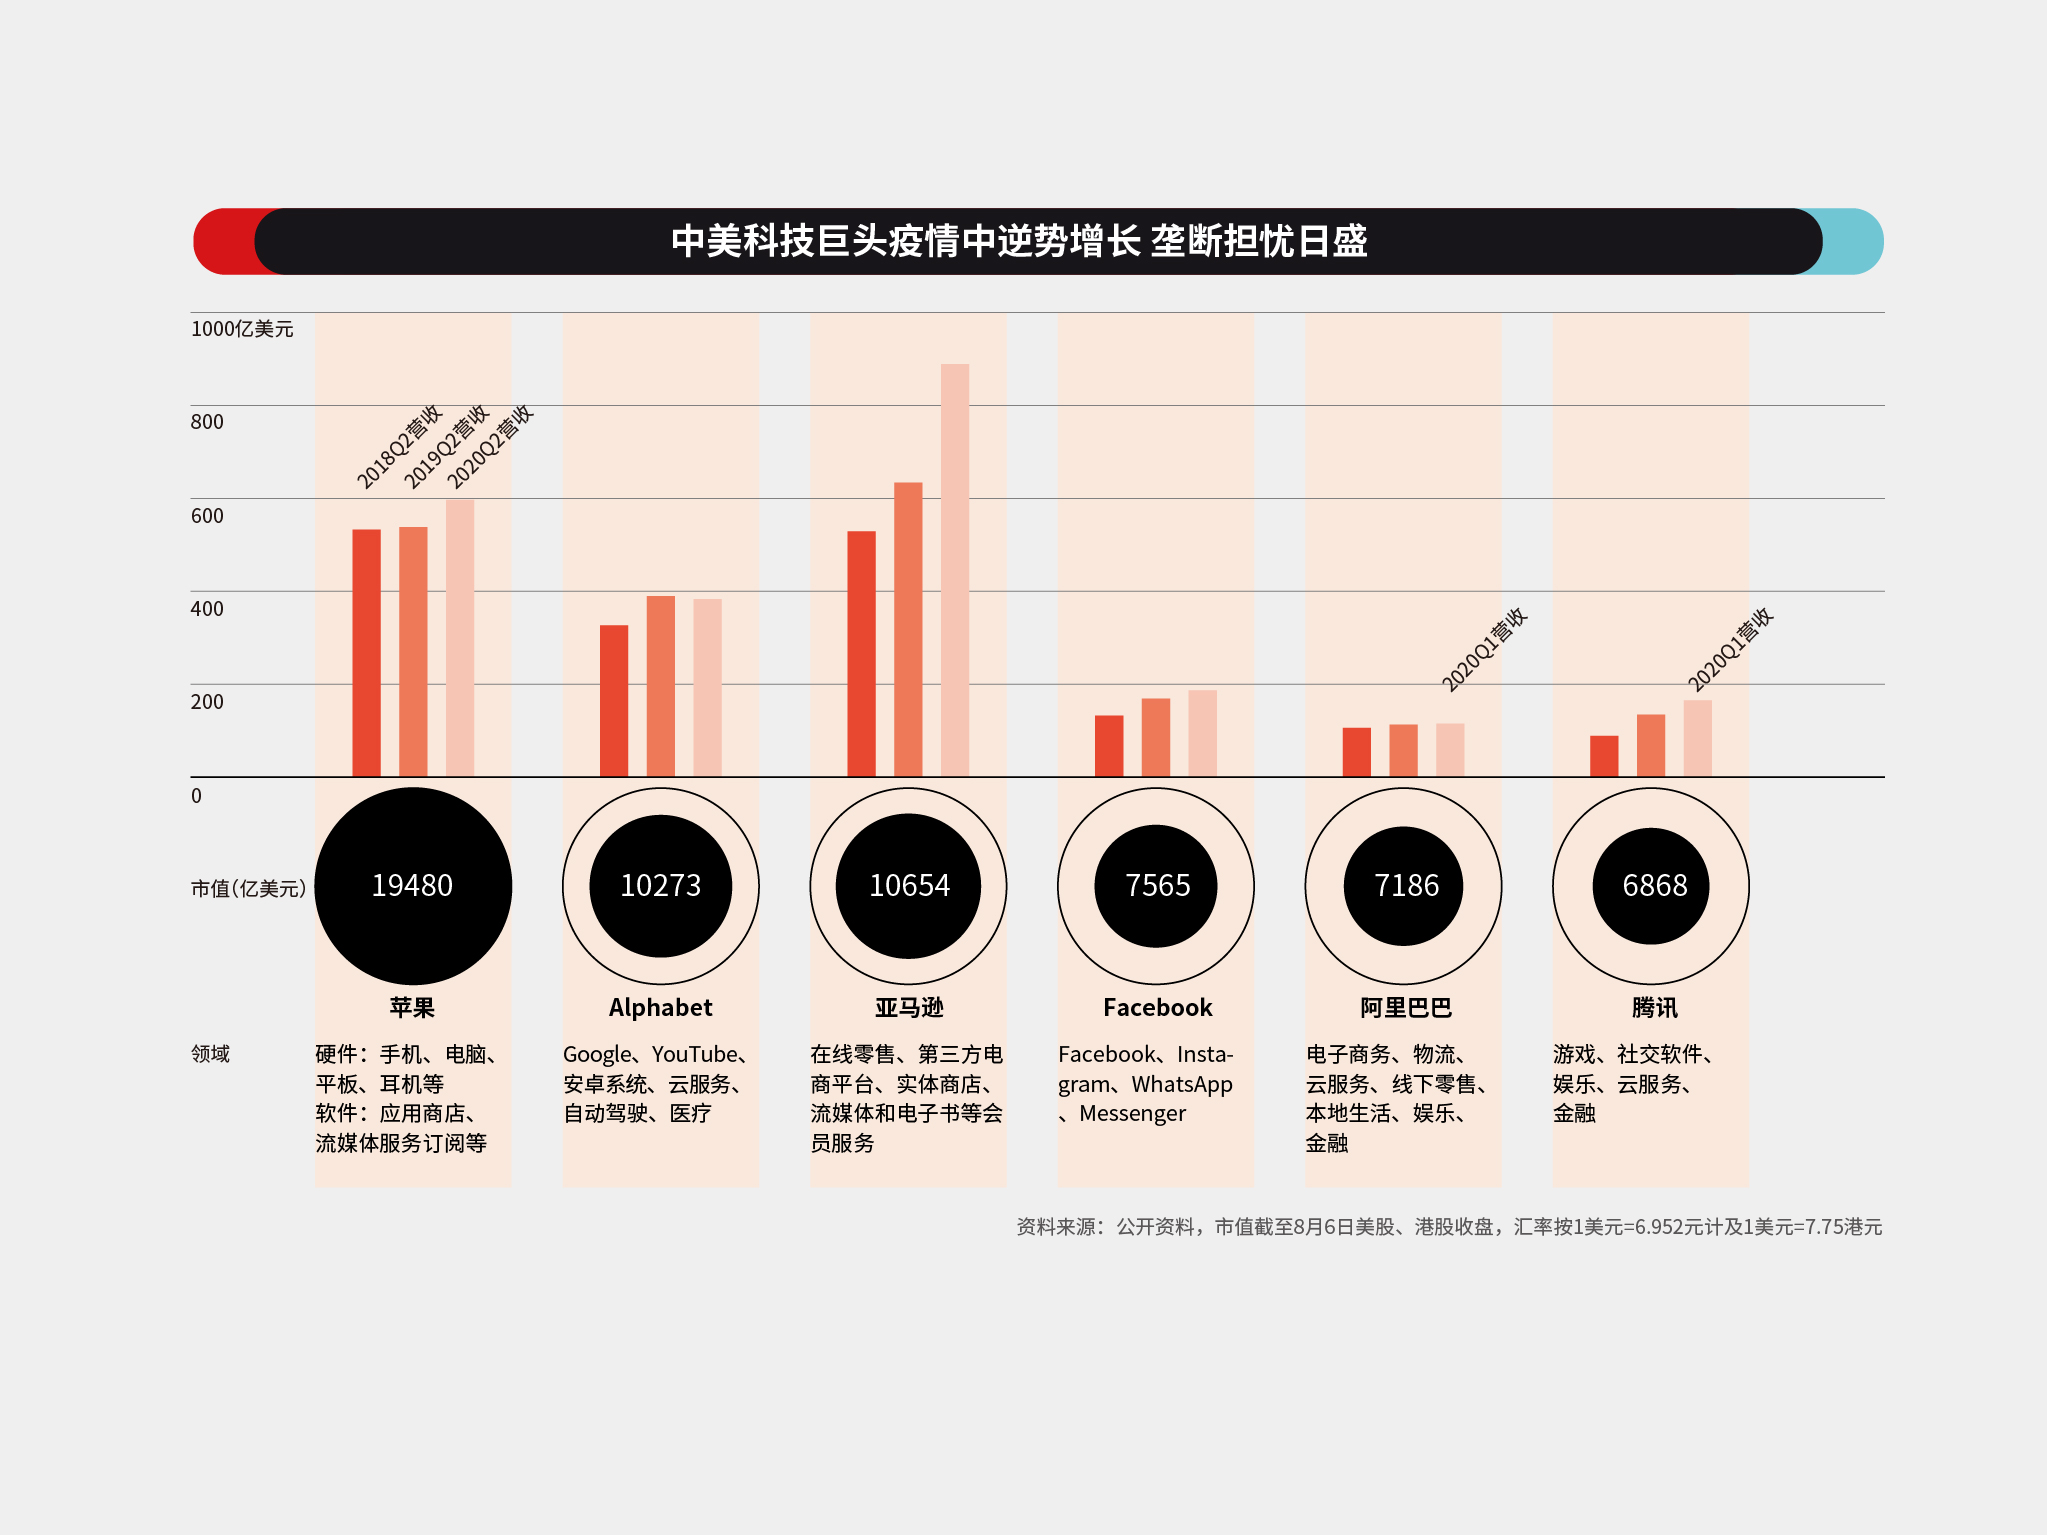 中美科技巨头疫情中逆势增长 垄断担忧日盛
1000亿美元
800
600
400
200
0
2018Q2营收
2019Q2营收
2020Q2营收
2020Q1营收
2020Q1营收
市值(亿美元)
19480
10273
10654
7565
7186
6868
苹果
Alphabet
亚马逊
Facebook
阿里巴巴
腾讯
领域
硬件：手机、电脑、
平板、耳机等
软件：应用商店、
流媒体服务订阅等
Google、YouTube、
安卓系统、云服务、
自动驾驶、医疗
在线零售、第三方电
商平台、实体商店、
流媒体和电子书等会
员服务
Facebook、Insta-
gram、WhatsApp
、Messenger
电子商务、物流、
云服务、线下零售、
本地生活、娱乐、
金融
游戏、社交软件、
娱乐、云服务、
金融
资料来源：公开资料，市值截至8月6日美股、港股收盘，汇率按1美元=6.952元计及1美元=7.75港元